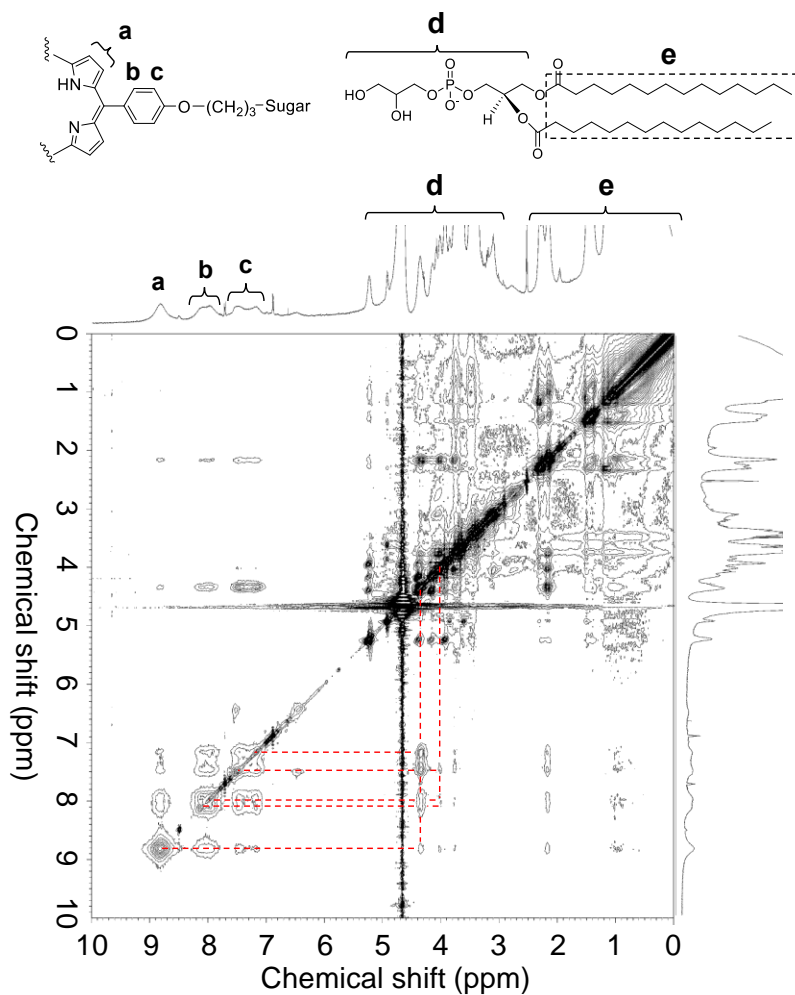 a
b c
HN
N
O
(CH₂)₃-Sugar
d
e
HO
OH
O
O
P
O-
O
O
O
H
O
O
d
e
a
b
c
0
1
2
3
4
5
6
7
8
9
10
Chemical shift (ppm)
10 9 8 7 6 5 4 3 2 1 0
Chemical shift (ppm)